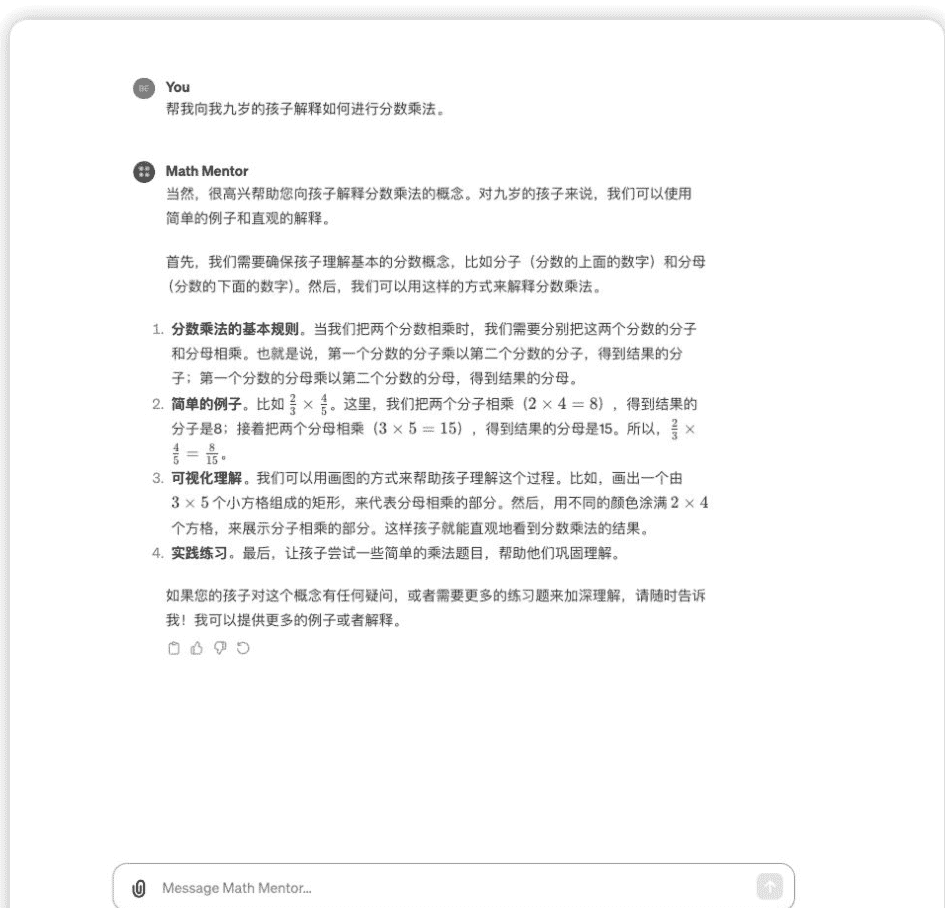 You
帮我向我九岁的孩子解释如何进行分数乘法。
Math Mentor
当然，很高兴帮助您向孩子解释分数乘法的概念。对九岁的孩子来说，我们可以使用
简单的例子和直观的解释。
首先，我们需要确保孩子理解基本的分数概念，比如分子（分数的上面的数字）和分母
（分数的下面的数字）。然后，我们可以用这样的方式来解释分数乘法。
1. 分数乘法的基本规则。当我们把两个分数相乘时，我们需要分别把这两个分数的分子
和分母相乘。也就是说，第一个分数的分子乘以第二个分数的分子，得到结果的分
子；第一个分数的分母乘以第二个分数的分母，得到结果的分母。
2. 简单的例子。比如 2/3 × 4/5。这里，我们把两个分子相乘（2 × 4 = 8），得到结果的
分子是8；接着把两个分母相乘（3 × 5 = 15），得到结果的分母是15。所以，2/3 ×
4/5 = 8/15。
3. 可视化理解。我们可以用画图的方式来帮助孩子理解这个过程。比如，画出一个由
3 × 5 个小方格组成的矩形，来代表分母相乘的部分。然后，用不同的颜色涂满 2 × 4
个方格，来展示分子相乘的部分。这样孩子就能直观地看到分数乘法的结果。
4. 实践练习。最后，让孩子尝试一些简单的乘法题目，帮助他们巩固理解。
如果您的孩子对这个概念有任何疑问，或者需要更多的练习题来加深理解，请随时告诉
我！我可以提供更多的例子或者解释。
Message Math Mentor...